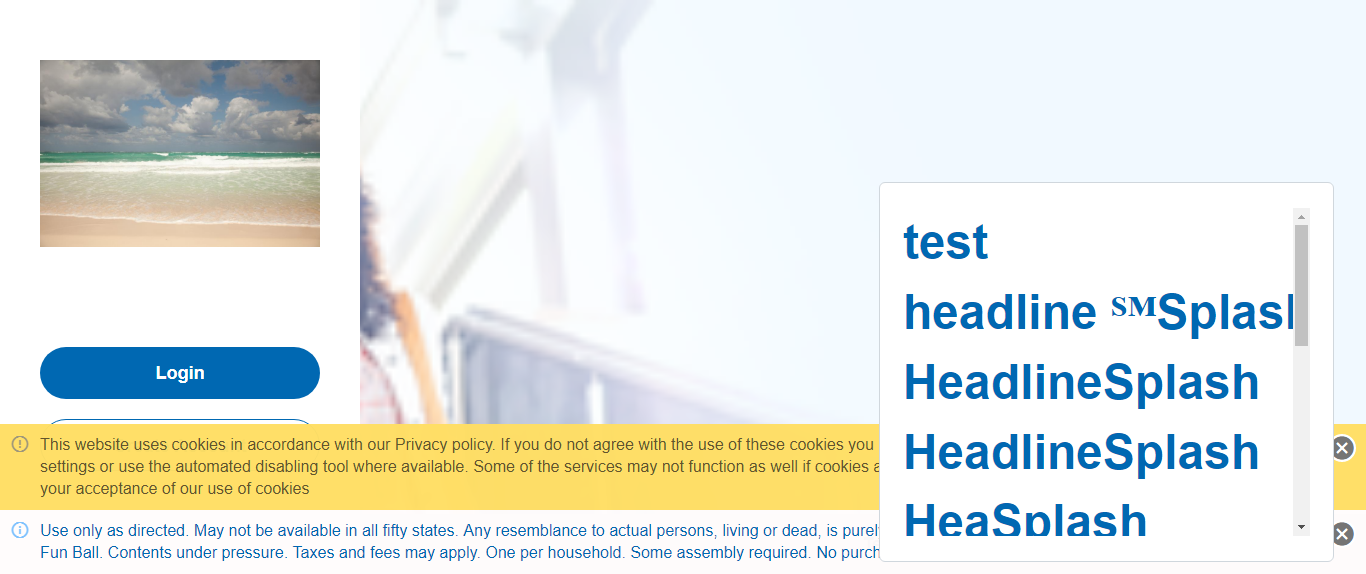 Login
This website uses cookies in accordance with our Privacy policy. If you do not agree with the use of these cookies you
settings or use the automated disabling tool where available. Some of the services may not function as well if cookies a
your acceptance of our use of cookies
Use only as directed. May not be available in all fifty states. Any resemblance to actual persons, living or dead, is purel
Fun Ball. Contents under pressure. Taxes and fees may apply. One per household. Some assembly required. No purch
test
headline ℠Splash
HeadlineSplash
HeadlineSplash
HeaSplash